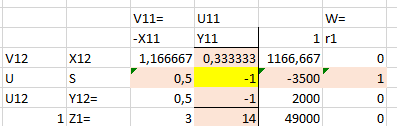 V11= U11 W=
-X11 Y11 1 r1
V12 X12 1,166667 0,333333 1166,667 0
U S 0,5 -1 -3500 1
U12 Y12= 0,5 -1 2000 0
1 Z1= 3 14 49000 0